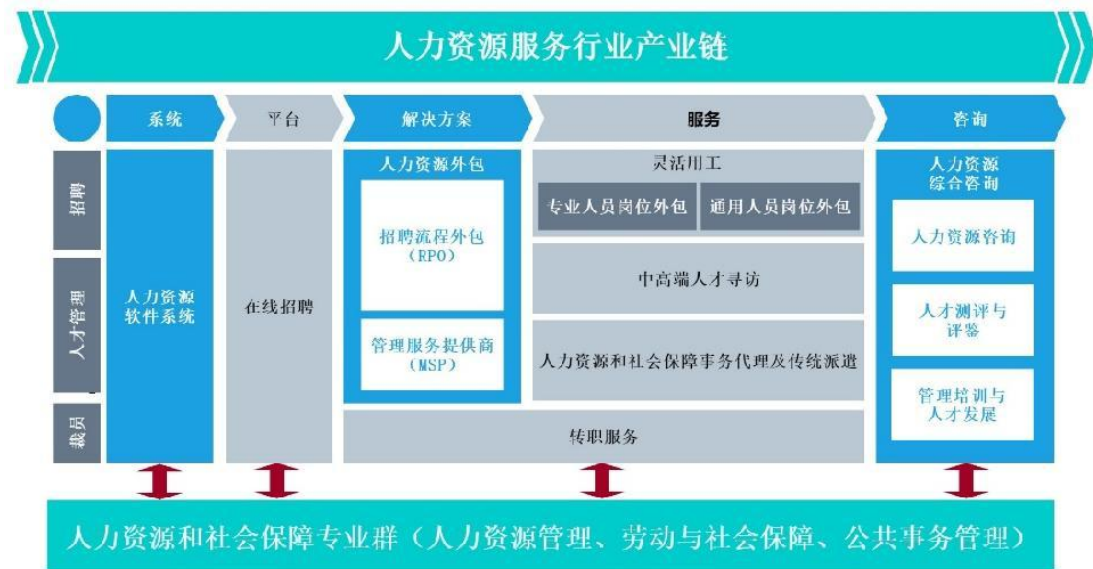 人力资源服务行业产业链
系统
平台
解决方案
服务
咨询
招聘
人才管理
裁员
人力资源
软件系统
在线招聘
人力资源外包
招聘流程外包
（RPO）
管理服务提供商
（MSP）
灵活用工
专业人员岗位外包
通用人员岗位外包
中高端人才寻访
人力资源和社会保障事务代理及传统派遣
转职服务
人力资源
综合咨询
人力资源咨询
人才测评与
评鉴
管理培训与
人才发展
人力资源和社会保障专业群（人力资源管理、劳动与社会保障、公共事务管理）